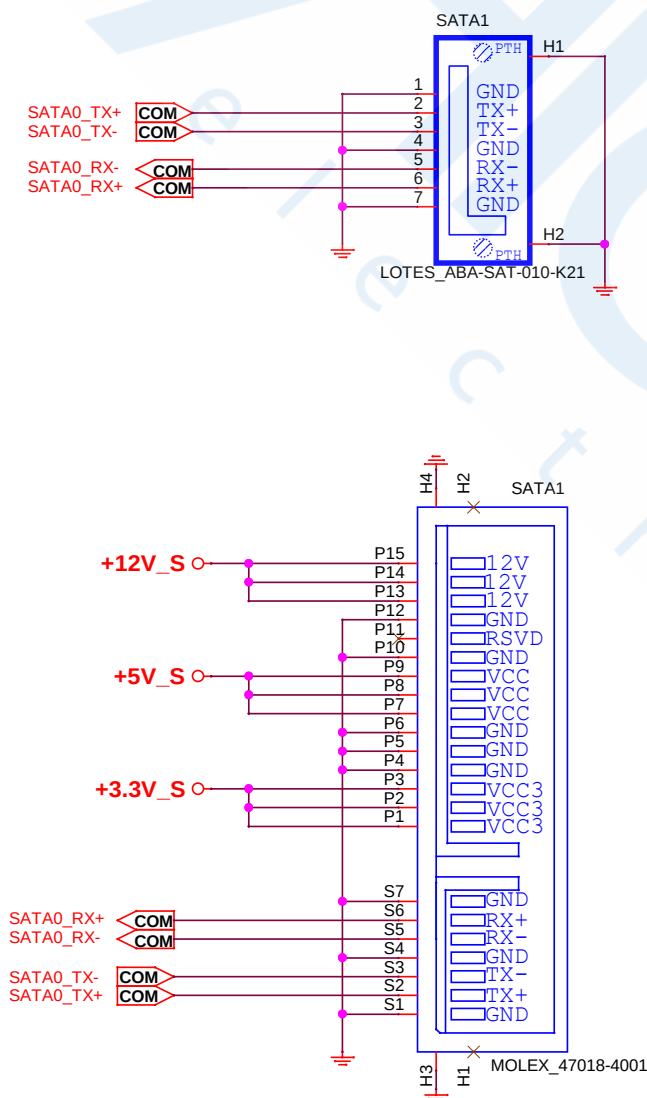 SATA1
PTH H1
1 GND
SATA0_TX+ COM 2 TX+
SATA0_TX- COM 3 TX-
4 GND
SATA0_RX- COM 5 RX-
SATA0_RX+ COM 6 RX+
7 GND
H2
PTH
LOTES_ABA-SAT-010-K21
e l e c t
H4 H2 SATA1
+12V_S P15 12V
P14 12V
P13 12V
P12 GND
P11 RSVD
P10 GND
+5V_S P9 VCC
P8 VCC
P7 VCC
P6 GND
P5 GND
P4 GND
+3.3V_S P3 VCC3
P2 VCC3
P1 VCC3
S7 GND
SATA0_RX+ COM S6 RX+
SATA0_RX- COM S5 RX-
S4 GND
SATA0_TX- COM S3 TX-
SATA0_TX+ COM S2 TX+
S1 GND
H3 H1 MOLEX_47018-4001